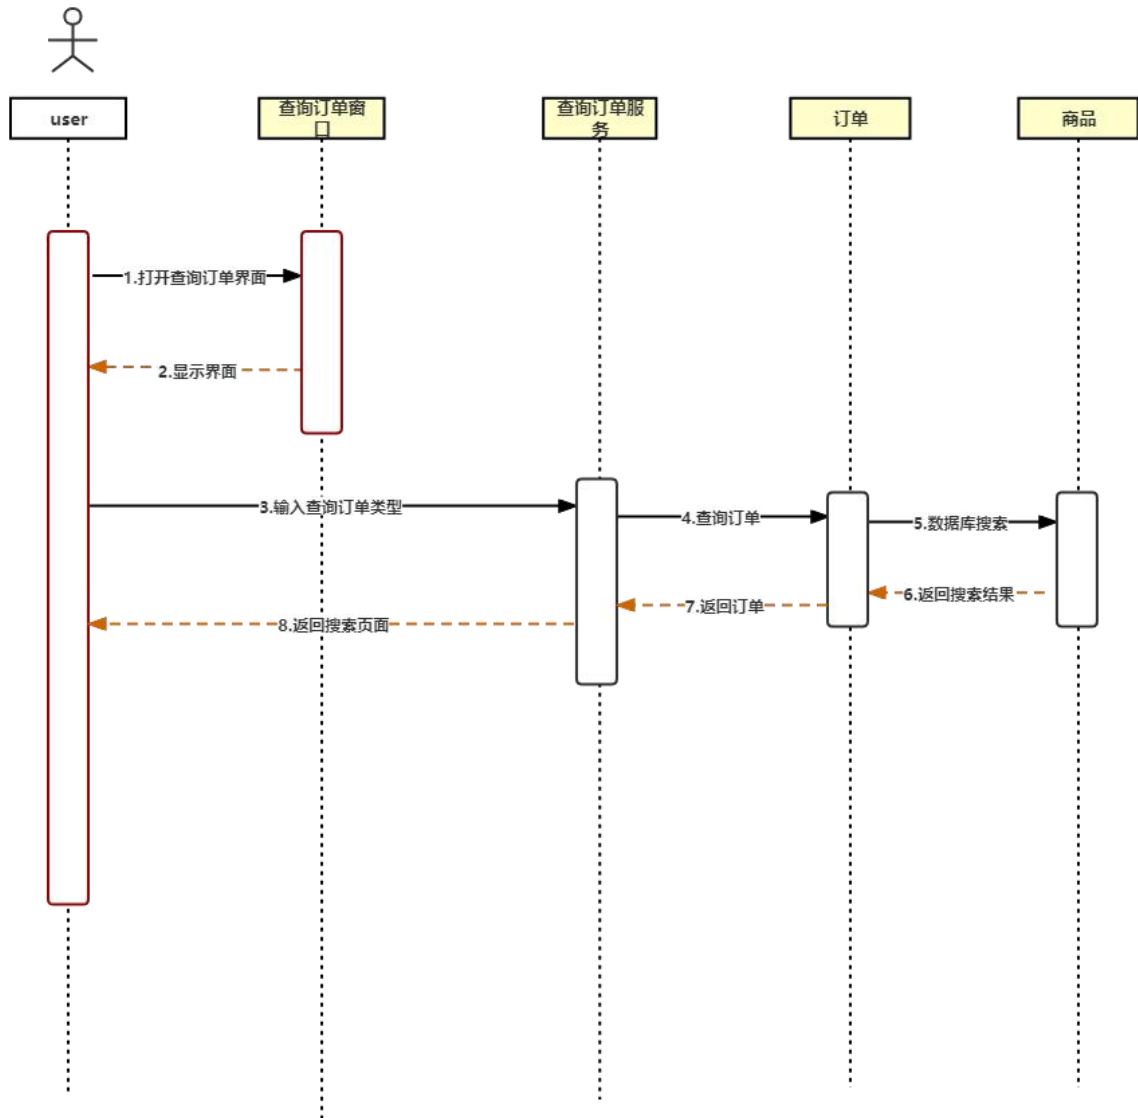 user
查询订单窗
口
查询订单服
务
订单
商品
1.打开查询订单界面
2.显示界面
3.输入查询订单类型
4.查询订单
5.数据库搜索
6.返回搜索结果
7.返回订单
8.返回搜索页面